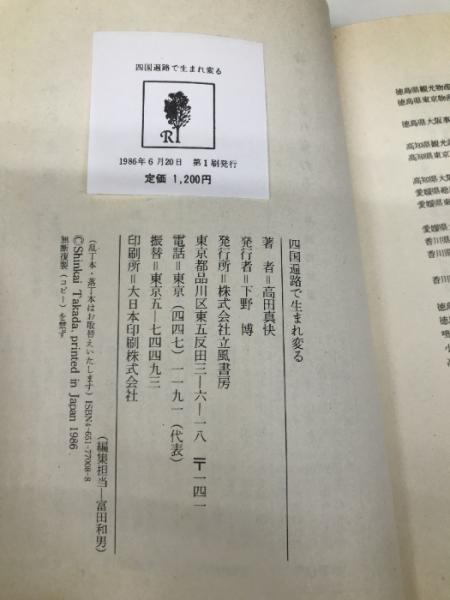 四国遍路で生まれ変る
R
1986年6月20日 第1刷発行
定価 1,200円
四国遍路で生まれ変る
著 者＝高田真快
発行者＝下野 博
発行所＝株式会社立風書房
東京都品川区東五反田三―六―一八 〒一四一
電話＝東京（四四七）一一九一（代表）
振替＝東京五―七四四九三
印刷所＝大日本印刷株式会社
（編集担当―富田和男）
（乱丁本・落丁本はお取替えいたします）ISBN4-651-77008-8
©Shinkai Takada, printed in Japan 1986.
無断複製（コピー）を禁ず
徳島県観光物産
徳島県東京物産
徳島県大阪事
高知県観光
高知県東京
高知県大
愛媛県
愛媛県東
愛媛県大
香川県
香川県
香川県
徳
高